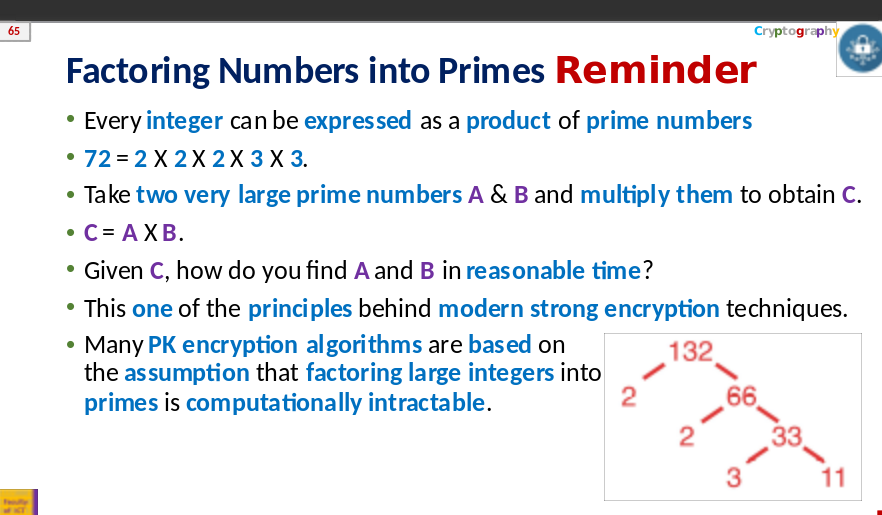 65
Cryptography
Factoring Numbers into Primes Reminder
• Every integer can be expressed as a product of prime numbers
• 72 = 2 X 2 X 2 X 3 X 3.
• Take two very large prime numbers A & B and multiply them to obtain C.
• C = A X B.
• Given C, how do you find A and B in reasonable time?
• This one of the principles behind modern strong encryption techniques.
• Many PK encryption algorithms are based on
the assumption that factoring large integers into
primes is computationally intractable.
132
2 66
2 33
3 11
Faculty
of ICT